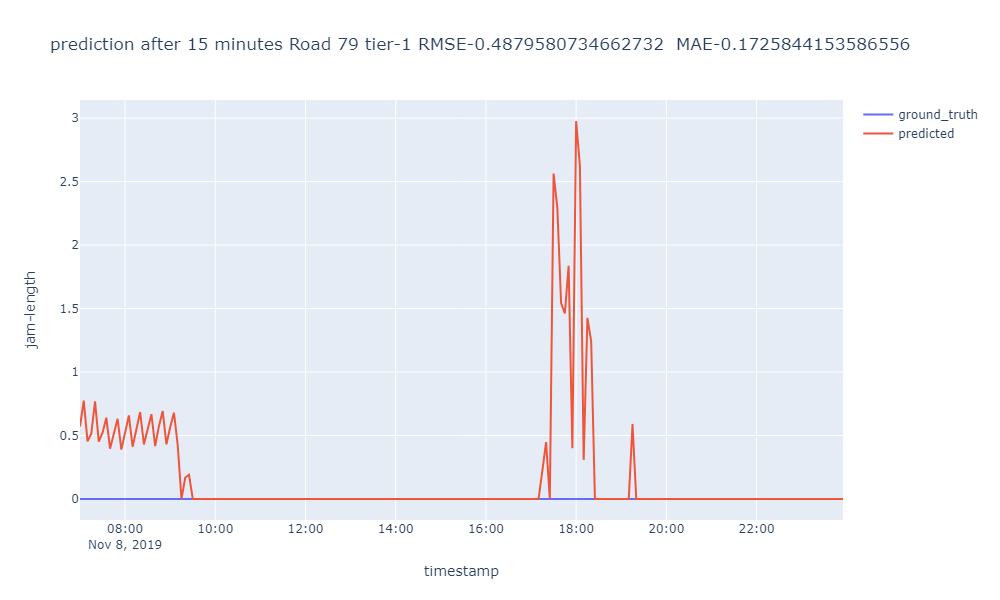 prediction after 15 minutes Road 79 tier-1 RMSE-0.4879580734662732  MAE-0.1725844153586556
ground_truth
predicted
3
2.5
2
1.5
1
0.5
0
jam-length
08:00 10:00 12:00 14:00 16:00 18:00 20:00 22:00
Nov 8, 2019
timestamp